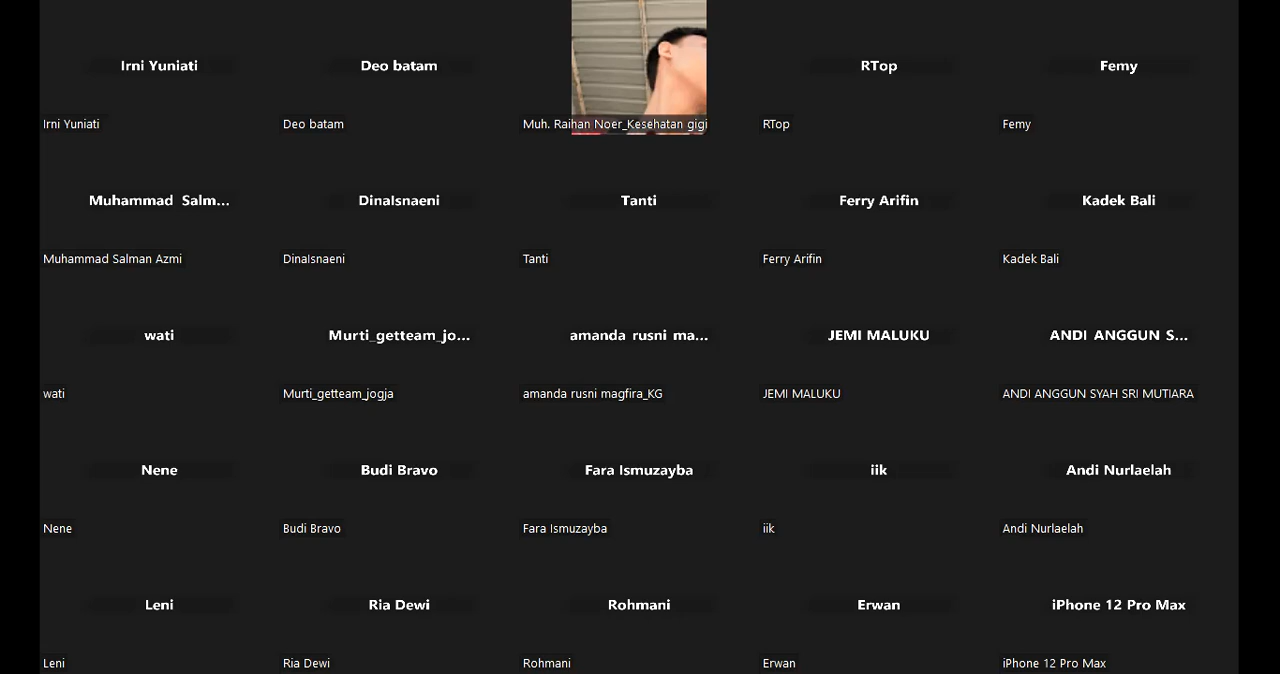 Irni Yuniati
Deo batam
RTop
Femy
Irni Yuniati
Deo batam
Muh. Raihan Noer_Kesehatan gigi
RTop
Femy
Muhammad Salm...
DinaIsnaeni
Tanti
Ferry Arifin
Kadek Bali
Muhammad Salman Azmi
DinaIsnaeni
Tanti
Ferry Arifin
Kadek Bali
wati
Murti_getteam_jo...
amanda rusni ma...
JEMI MALUKU
ANDI ANGGUN S...
wati
Murti_getteam_jogja
amanda rusni magfira_KG
JEMI MALUKU
ANDI ANGGUN SYAH SRI MUTIARA
Nene
Budi Bravo
Fara Ismuzayba
iik
Andi Nurlaelah
Nene
Budi Bravo
Fara Ismuzayba
iik
Andi Nurlaelah
Leni
Ria Dewi
Rohmani
Erwan
iPhone 12 Pro Max
Leni
Ria Dewi
Rohmani
Erwan
iPhone 12 Pro Max